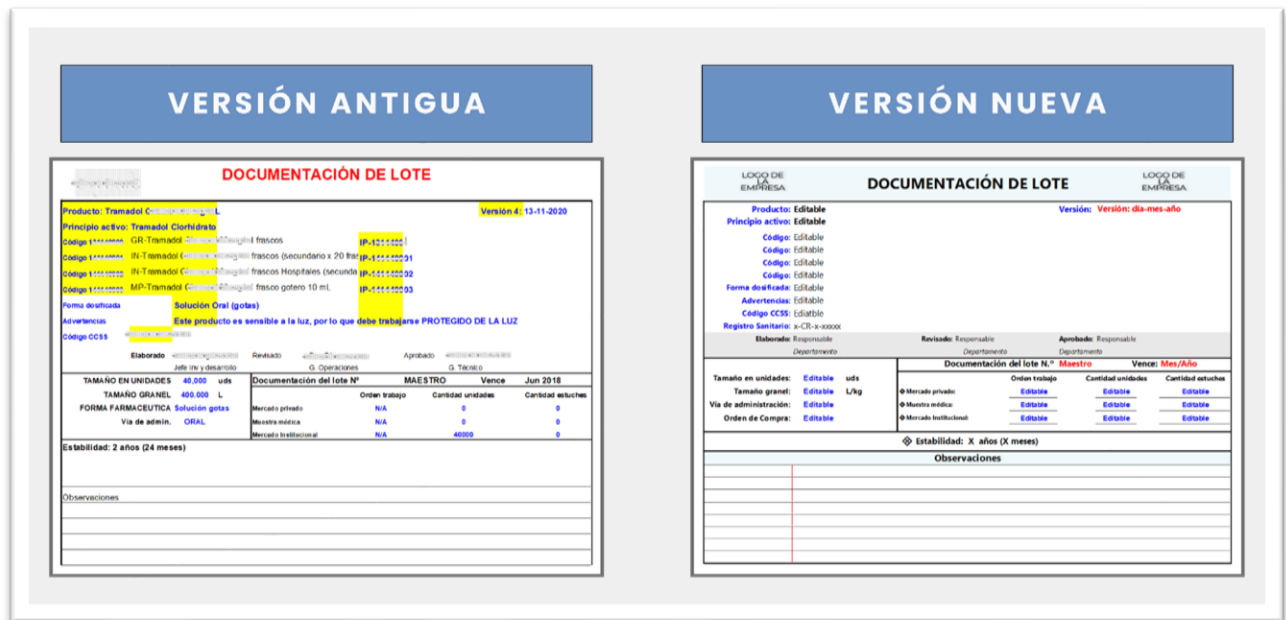 VERSIÓN ANTIGUA
DOCUMENTACIÓN DE LOTE
Producto: Tramadol
Versión 4: 13-11-2020
Principio activo: Tramadol Clorhidrato
Código GR-Tramadol frascos
Código IN-Tramadol frascos (secundario x 20 fras
Código IN-Tramadol frascos Hospitales (secunda
Código MP-Tramadol frasco gotero 10 mL
Forma dosificada Solución Oral (gotas)
Advertencias Este producto es sensible a la luz, por lo que debe trabajarse PROTEGIDO DE LA LUZ
Código CCSS
Elaborado Revisado Aprobado
Jefe inv y desarrollo G. Operaciones G. Técnico
TAMAÑO EN UNIDADES 40,000 uds
TAMAÑO GRANEL 400.000 L
FORMA FARMACEUTICA Solución gotas
Vía de admin. ORAL
Documentación del lote Nº MAESTRO Vence Jun 2018
Orden trabajo Cantidad unidades Cantidad estuches
Mercado privado N/A 0 0
Muestra médica N/A 0 0
Mercado Institucional N/A 40000 0
Estabilidad: 2 años (24 meses)
Observaciones
VERSIÓN NUEVA
LOGO DE
LA
EMPRESA
DOCUMENTACIÓN DE LOTE
LOGO DE
LA
EMPRESA
Producto: Editable
Versión: Versión: día-mes-año
Principio activo: Editable
Código: Editable
Código: Editable
Código: Editable
Código: Editable
Forma dosificada: Editable
Advertencias: Editable
Código CCSS: Ediatble
Registro Sanitario: x-CR-x-xxxxx
Elaborado: Responsable Revisado: Responsable Aprobado: Responsable
Departamento Departamento Departamento
Documentación del lote N.º Maestro Vence: Mes/Año
Tamaño en unidades: Editable uds
Tamaño granel: Editable L/kg
Vía de administración: Editable
Orden de Compra: Editable
Orden trabajo Cantidad unidades Cantidad estuches
Mercado privado: Editable Editable Editable
Muestra médica: Editable Editable Editable
Mercado Institucional: Editable Editable Editable
Estabilidad: X años (X meses)
Observaciones